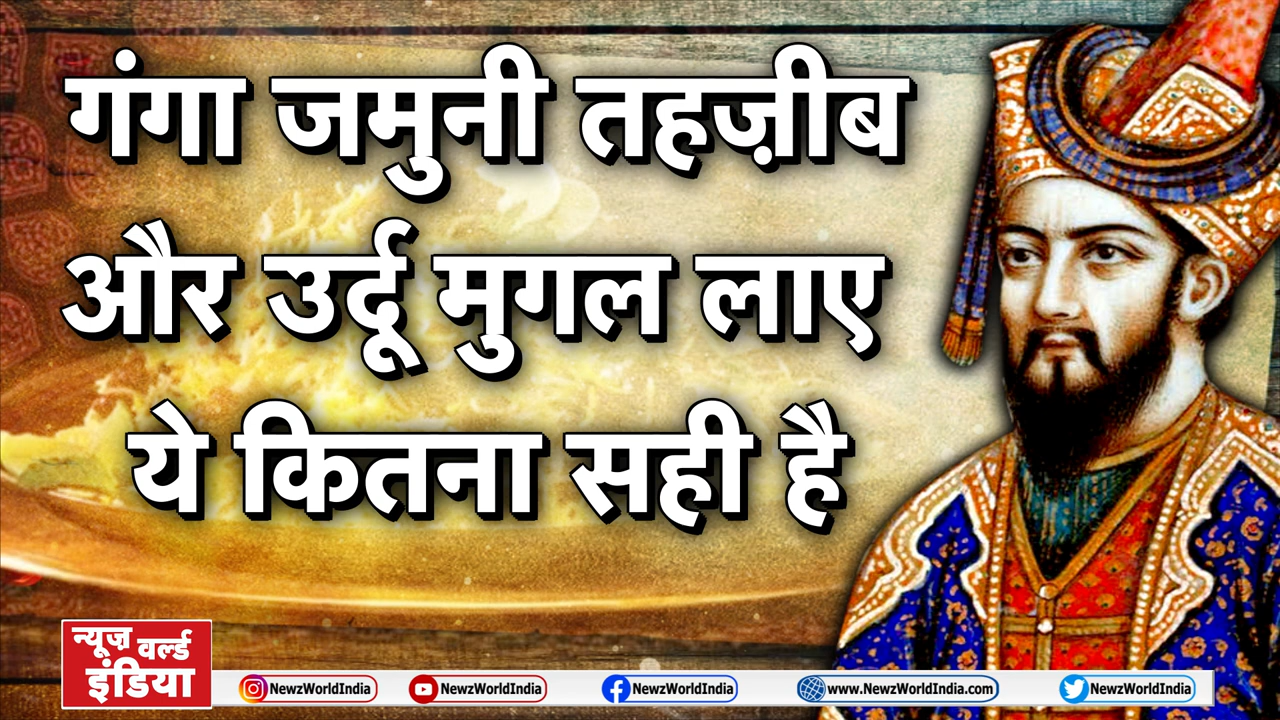 गंगा जमुनी तहज़ीब
और उर्दू मुगल लाए
ये कितना सही है
न्यूज़ वर्ल्ड
इंडिया
NewzWorldIndia
NewzWorldIndia
NewzWorldIndia
www.NewzWorldIndia.com
NewzWorldIndia